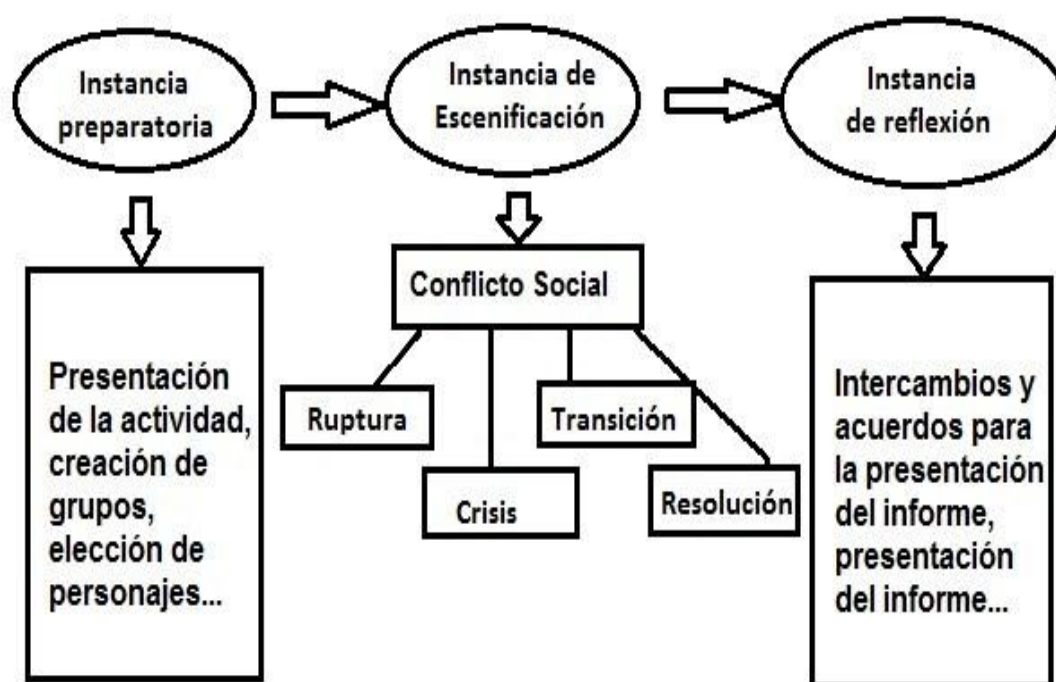 Instancia
preparatoria
Instancia de
Escenificación
Instancia
de reflexión
Presentación
de la actividad,
creación de
grupos,
elección de
personajes...
Conflicto Social
Ruptura
Transición
Crisis
Resolución
Intercambios y
acuerdos para
la presentación
del informe,
presentación
del informe...